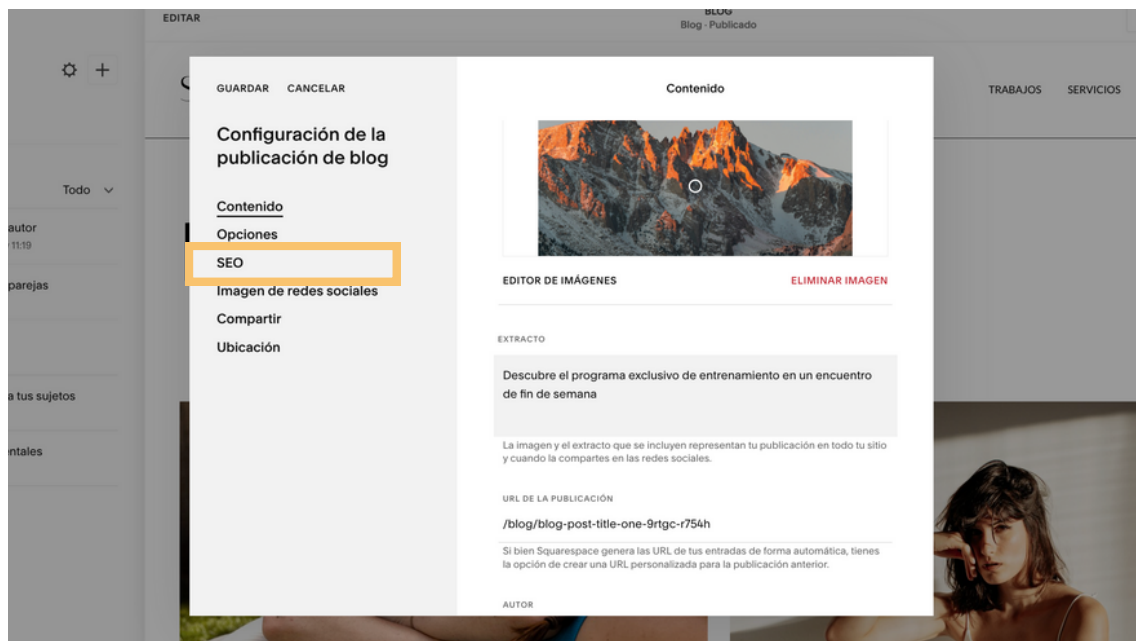 EDITAR
BLOG
Blog · Publicado
TRABAJOS
SERVICIOS
Todo
autor
11:19
parejas
a tus sujetos
entales
GUARDAR
CANCELAR
Configuración de la
publicación de blog
Contenido
Opciones
SEO
Imagen de redes sociales
Compartir
Ubicación
Contenido
EDITOR DE IMÁGENES
ELIMINAR IMAGEN
EXTRACTO
Descubre el programa exclusivo de entrenamiento en un encuentro
de fin de semana
La imagen y el extracto que se incluyen representan tu publicación en todo tu sitio
y cuando la compartes en las redes sociales.
URL DE LA PUBLICACIÓN
/blog/blog-post-title-one-9rtgc-r754h
Si bien Squarespace genera las URL de tus entradas de forma automática, tienes
la opción de crear una URL personalizada para la publicación anterior.
AUTOR